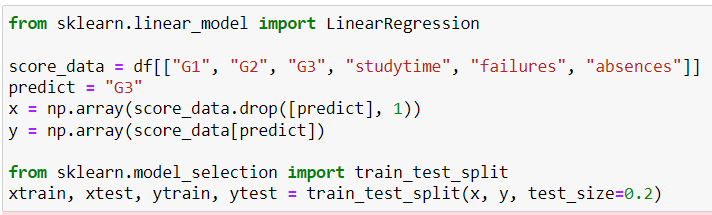 from sklearn.linear_model import LinearRegression
score_data = df[["G1", "G2", "G3", "studytime", "failures", "absences"]]
predict = "G3"
x = np.array(score_data.drop([predict], 1))
y = np.array(score_data[predict])
from sklearn.model_selection import train_test_split
xtrain, xtest, ytrain, ytest = train_test_split(x, y, test_size=0.2)